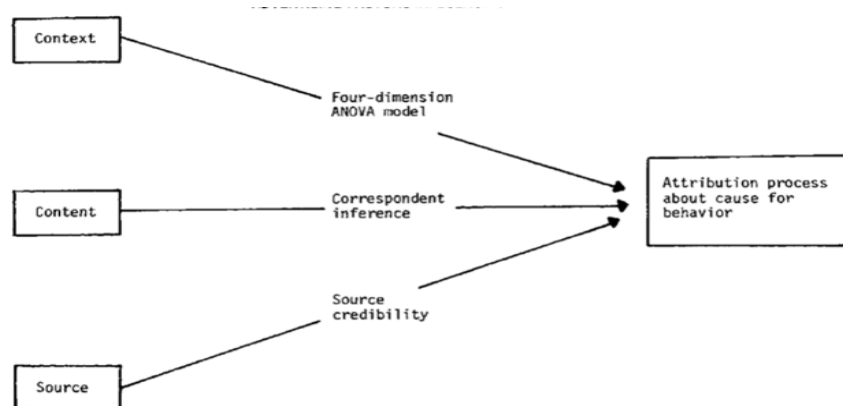 Context
Four-dimension
ANOVA model
Attribution process
about cause for
behavior
Content
Correspondent
inference
Source
credibility
Source